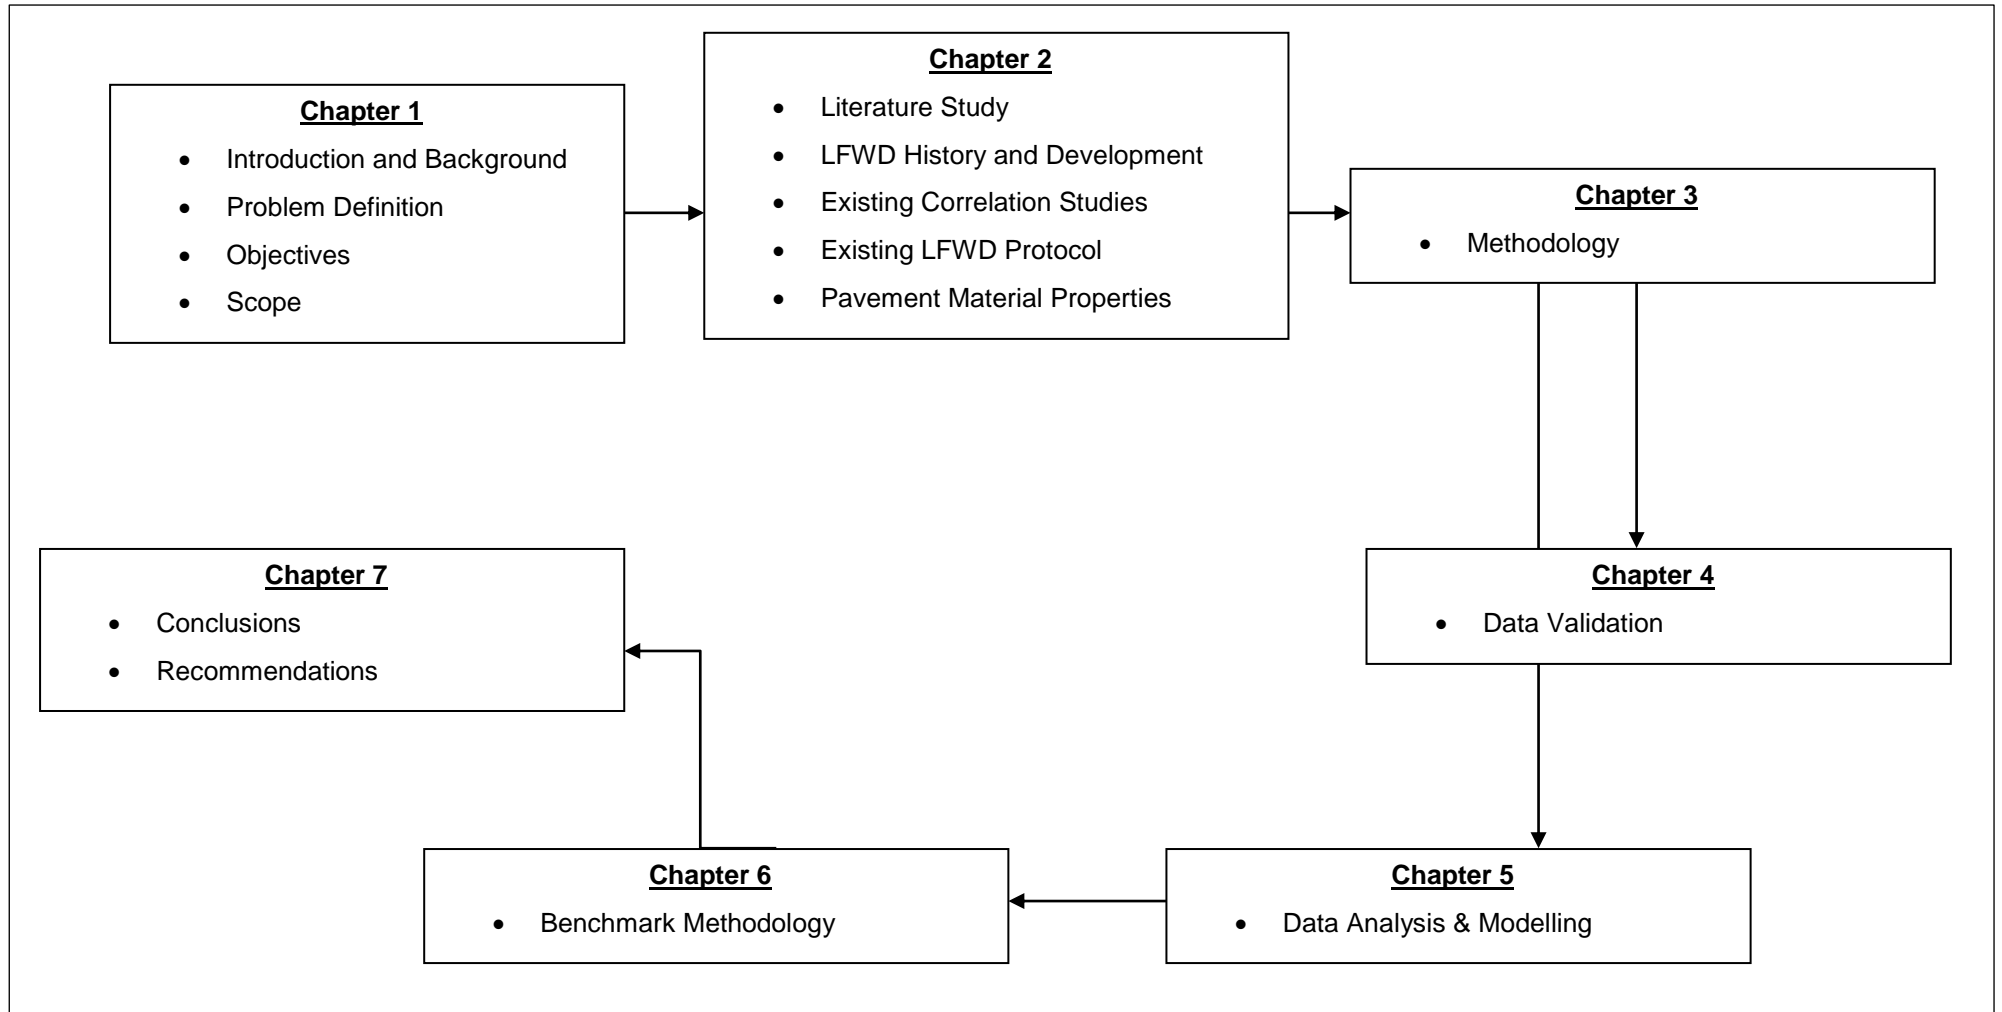 Chapter 1
• Introduction and Background
• Problem Definition
• Objectives
• Scope
Chapter 2
• Literature Study
• LFWD History and Development
• Existing Correlation Studies
• Existing LFWD Protocol
• Pavement Material Properties
Chapter 3
• Methodology
Chapter 4
• Data Validation
Chapter 5
• Data Analysis & Modelling
Chapter 6
• Benchmark Methodology
Chapter 7
• Conclusions
• Recommendations